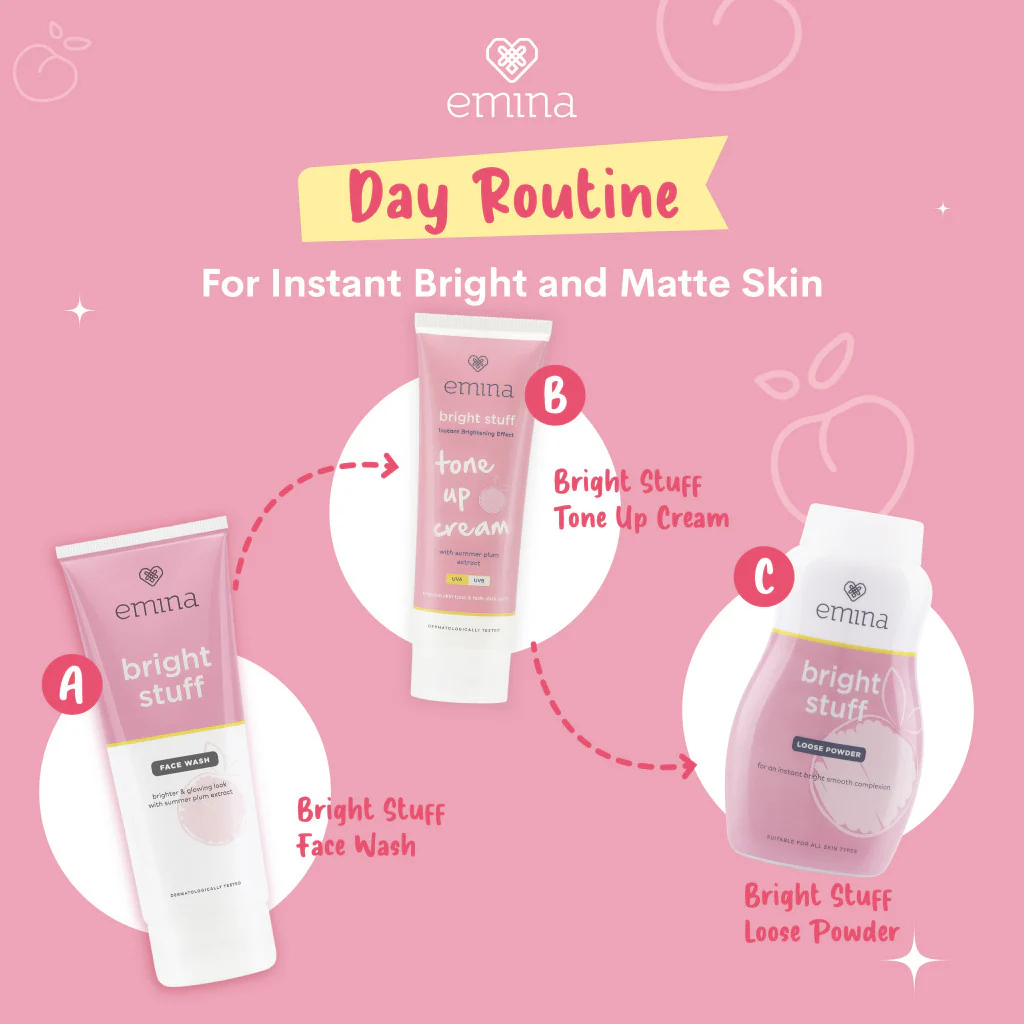 emina
Day Routine
For Instant Bright and Matte Skin
A
emina
bright
stuff
FACE WASH
brighter & glowing look
with summer plum extract
DERMATOLOGICALLY TESTED
Bright Stuff
Face Wash
B
emina
bright stuff
Instant Brightening Effect
tone
up
cream
with summer plum
extract
UVA UVB
DERMATOLOGICALLY TESTED
Bright Stuff
Tone Up Cream
C
emina
bright
stuff
LOOSE POWDER
for an instant bright smooth complexion
SUITABLE FOR ALL SKIN TYPES
Bright Stuff
Loose Powder